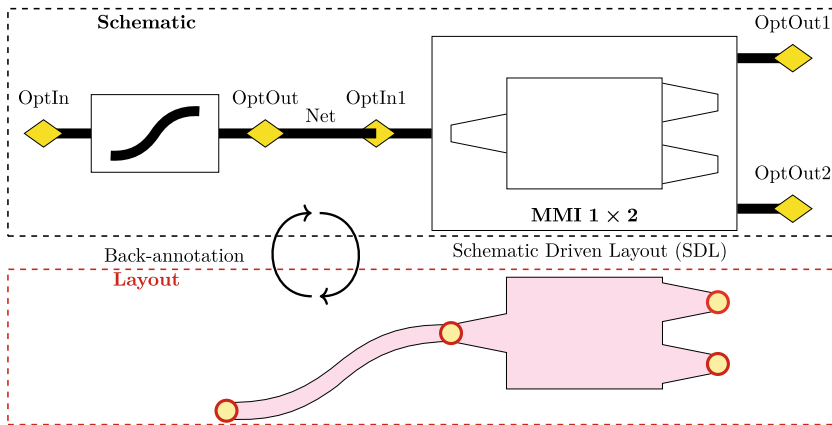 Schematic
OptOut1
OptIn
OptOut
OptIn1
Net
OptOut2
MMI 1 × 2
Back-annotation
Schematic Driven Layout (SDL)
Layout